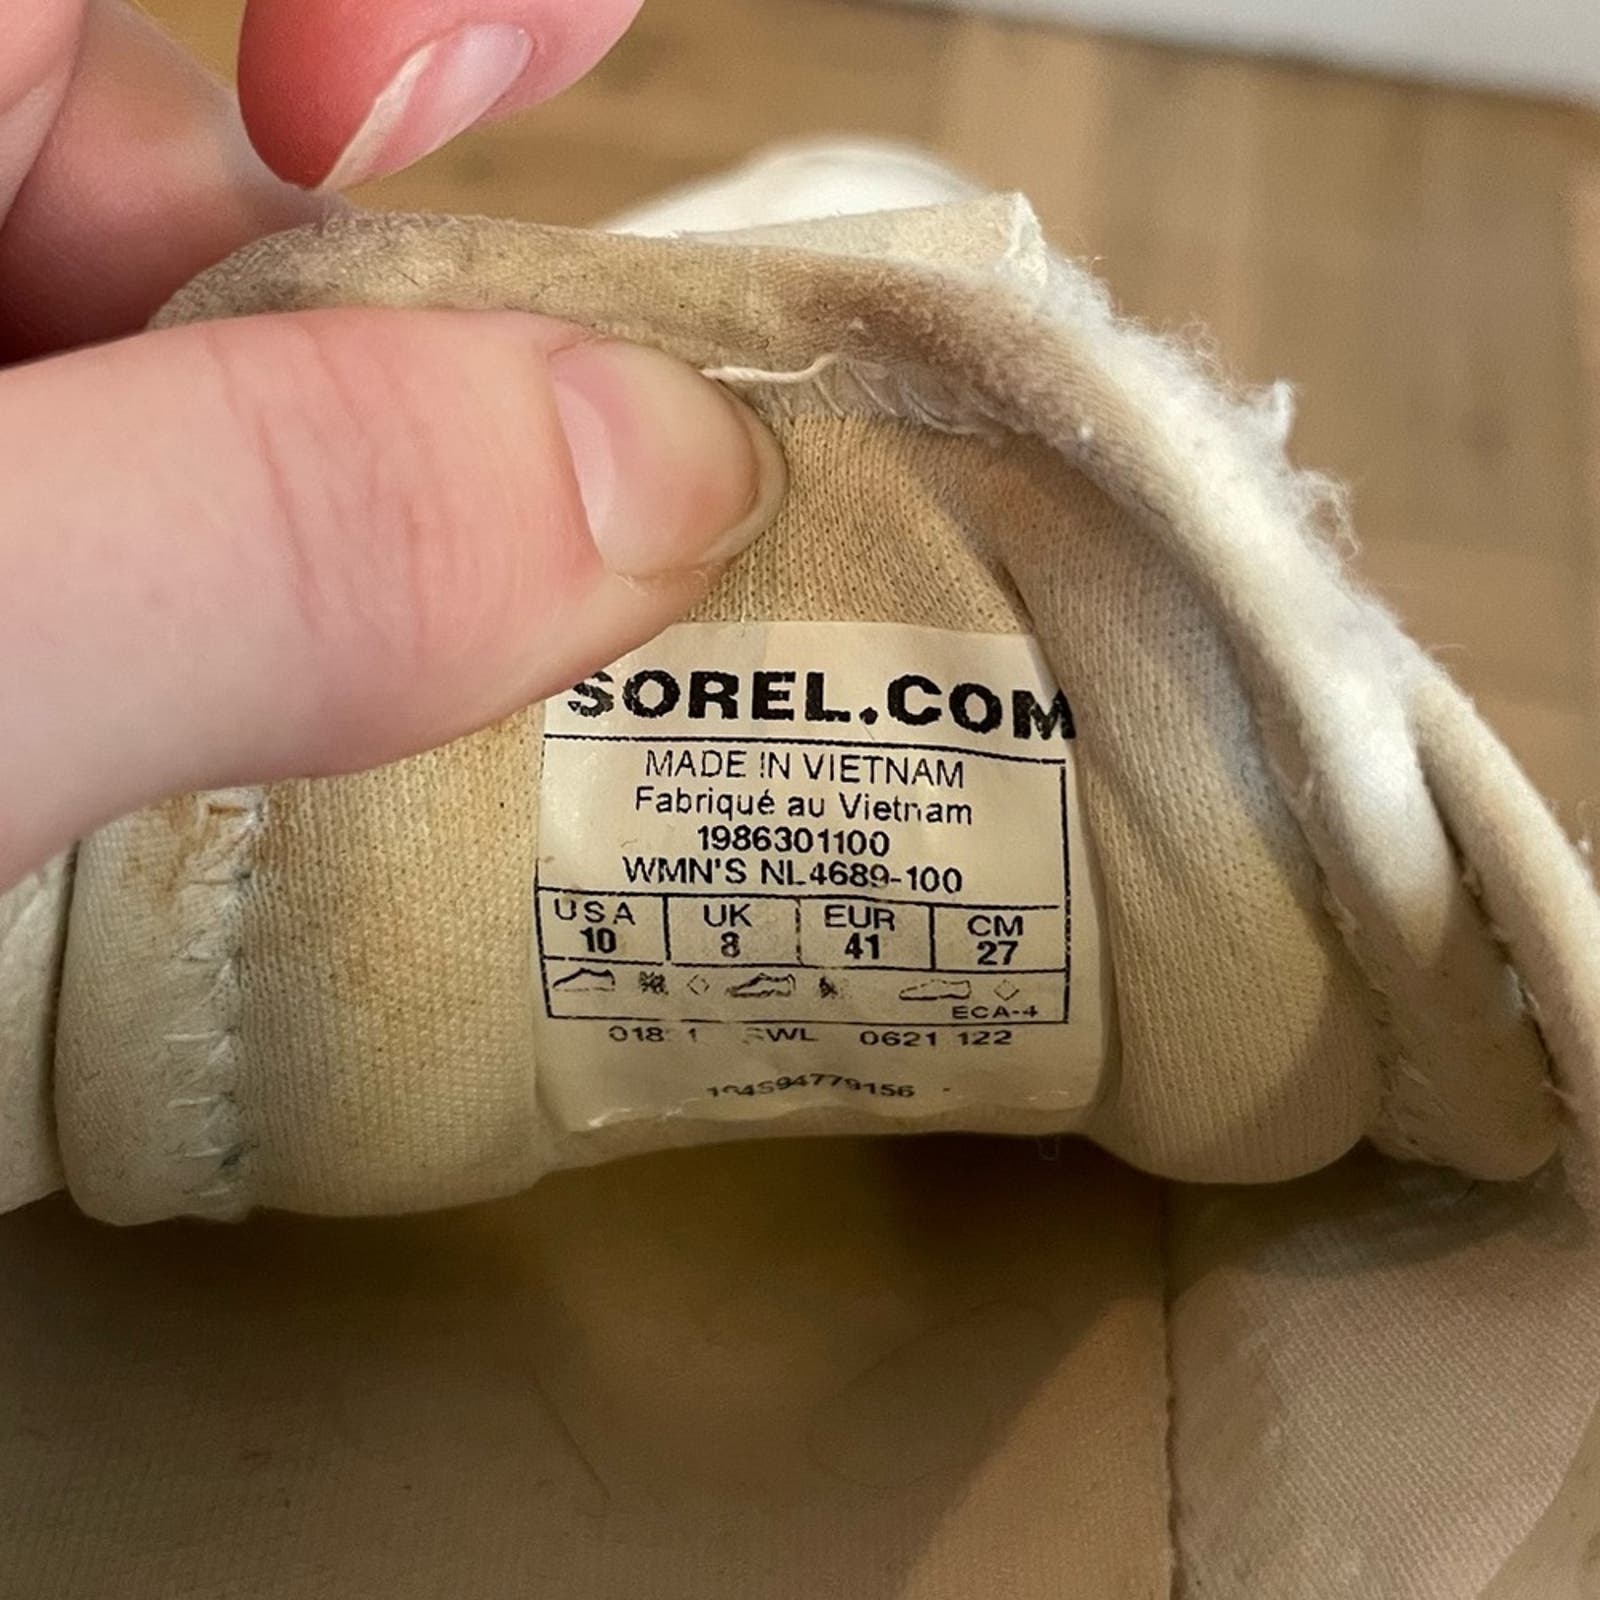 SOREL.COM
MADE IN VIETNAM
Fabriqué au Vietnam
1986301100
WMN'S NL4689-100
USA UK EUR CM
10 8 41 27
ECA-4
0621 122